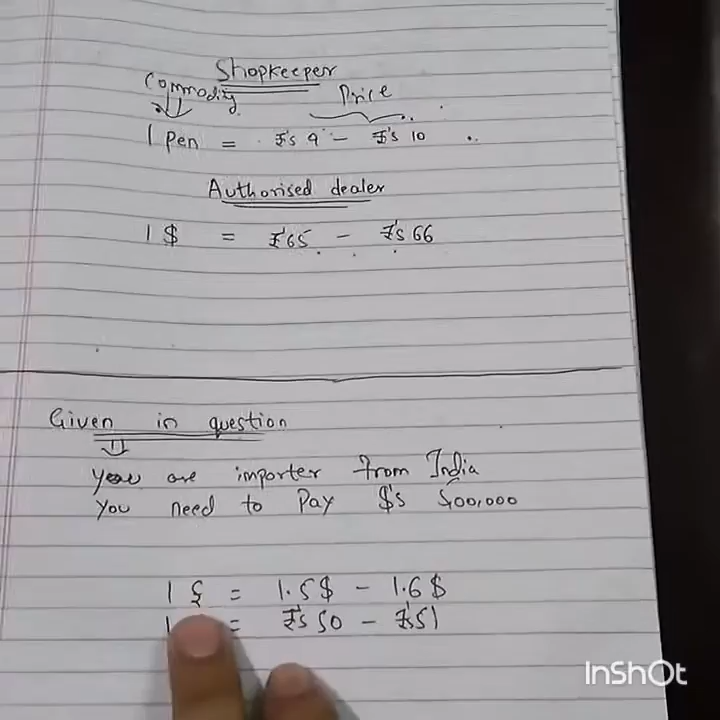 Shopkeeper
Commodity Price
1 Pen = ₹'s 9 - ₹'s 10
Authorised dealer
1 $ = ₹'65 - ₹'s 66
Given in question
You are importer from India
You need to Pay $'s 500,000
1 £ = 1.5$ - 1.6$
1 = ₹'s 50 - ₹'s 51
InShOt